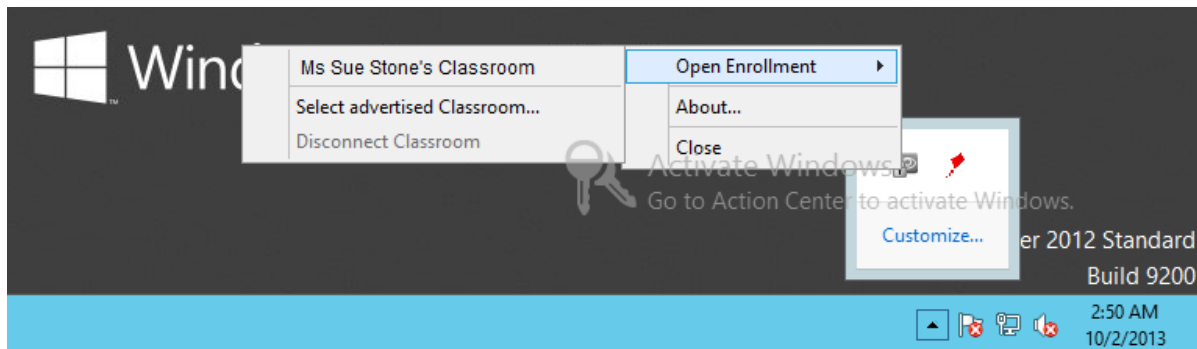 Wind
Ms Sue Stone's Classroom
Select advertised Classroom...
Disconnect Classroom
Open Enrollment
About...
Close
Activate Windows
Go to Action Center to activate Windows.
Customize...
er 2012 Standard
Build 9200
2:50 AM
10/2/2013